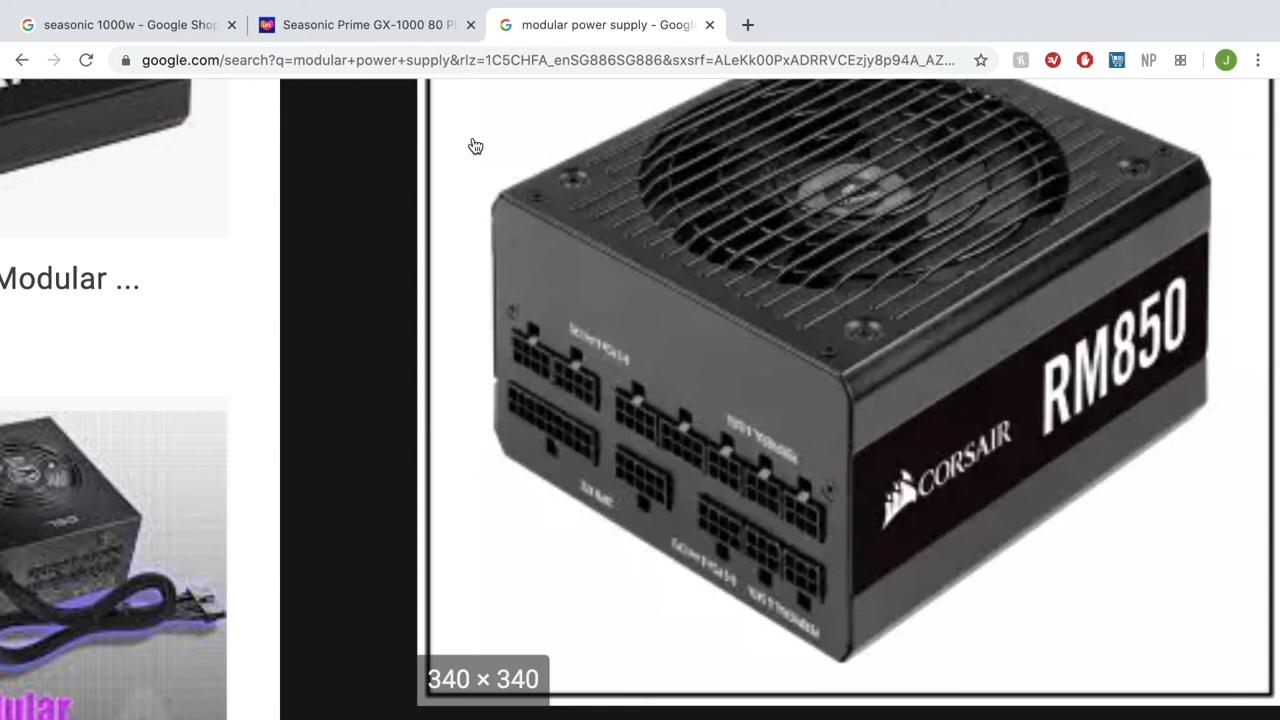 seasonic 1000w - Google Shop
Seasonic Prime GX-1000 80 Pl
modular power supply - Googl
google.com/search?q=modular+power+supply&rlz=1C5CHFA_enSG886SG886&sxsrf=ALeKk00PxADRRVCEzjy8p94A_AZ...
NP
J
Modular ...
RM850
CORSAIR
340 × 340